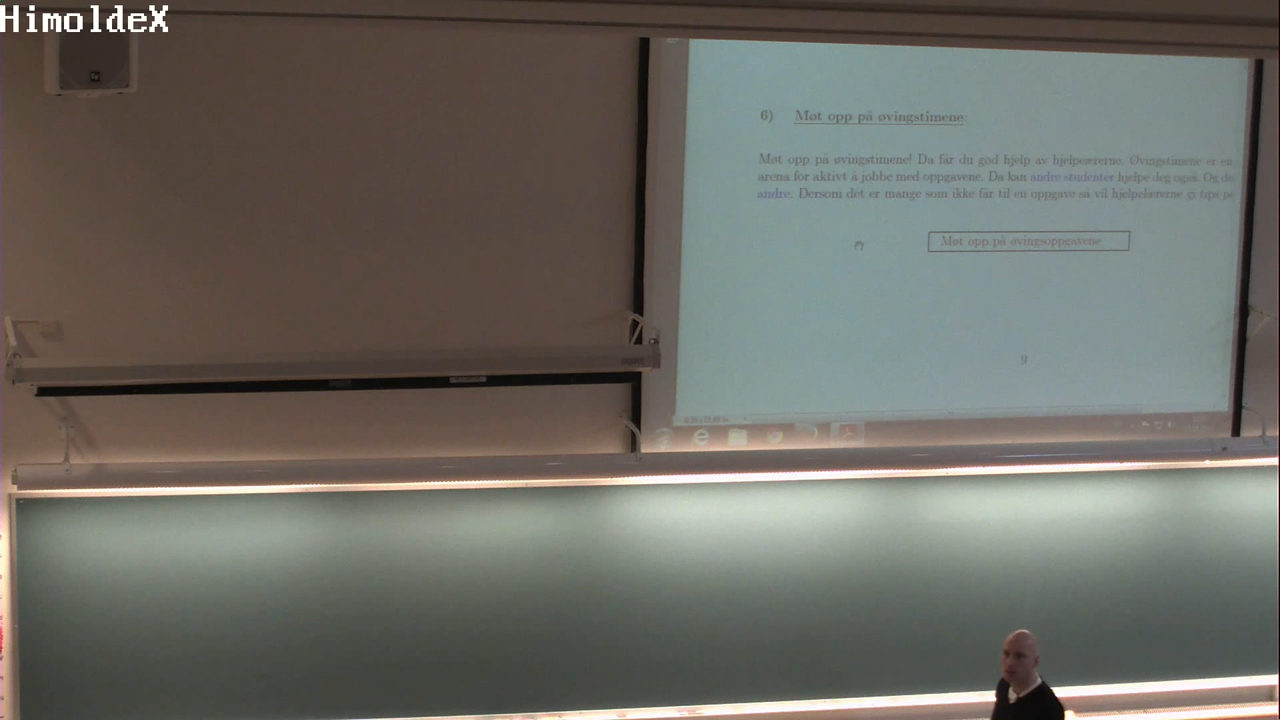 HimoldeX
6) Møt opp på øvingstimene:
Møt opp på øvingstimene! Da får du god hjelp av hjelpelærerne. Øvingstimene er en
arena for aktivt å jobbe med oppgavene. Da kan andre studenter hjelpe deg også. Og du
andre. Dersom det er mange som ikke får til en oppgave så vil hjelpelærerne gi tips på
Møt opp på øvingsoppgavene
9